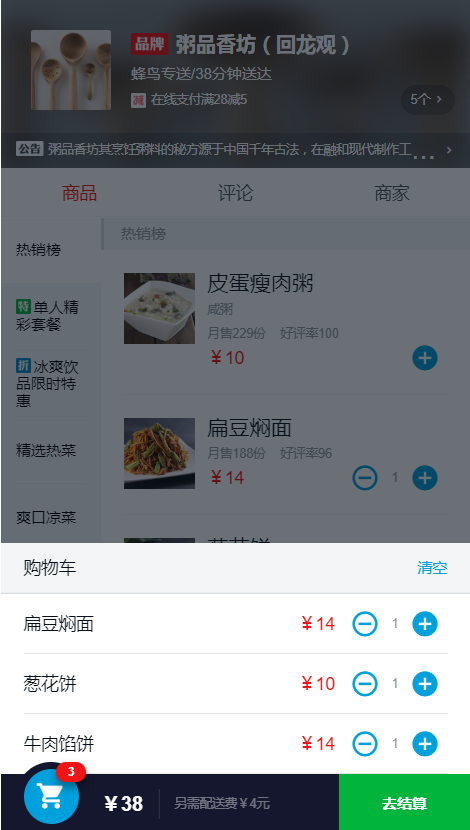 品牌 粥品香坊（回龙观）
蜂鸟专送/38分钟送达
减 在线支付满28减5
5个 >
公告 粥品香坊其烹饪粥料的秘方源于中国千年古法，在融和现代制作工... >
商品 评论 商家
热销榜
特 单人精
彩套餐
折 冰爽饮
品限时特
惠
精选热菜
爽口凉菜
热销榜
皮蛋瘦肉粥
咸粥
月售229份 好评率100
￥10
扁豆焖面
月售188份 好评率96
￥14 1
葱花饼
购物车 清空
扁豆焖面 ￥14 1
葱花饼 ￥10 1
牛肉馅饼 ￥14 1
3
￥38 另需配送费￥4元 去结算